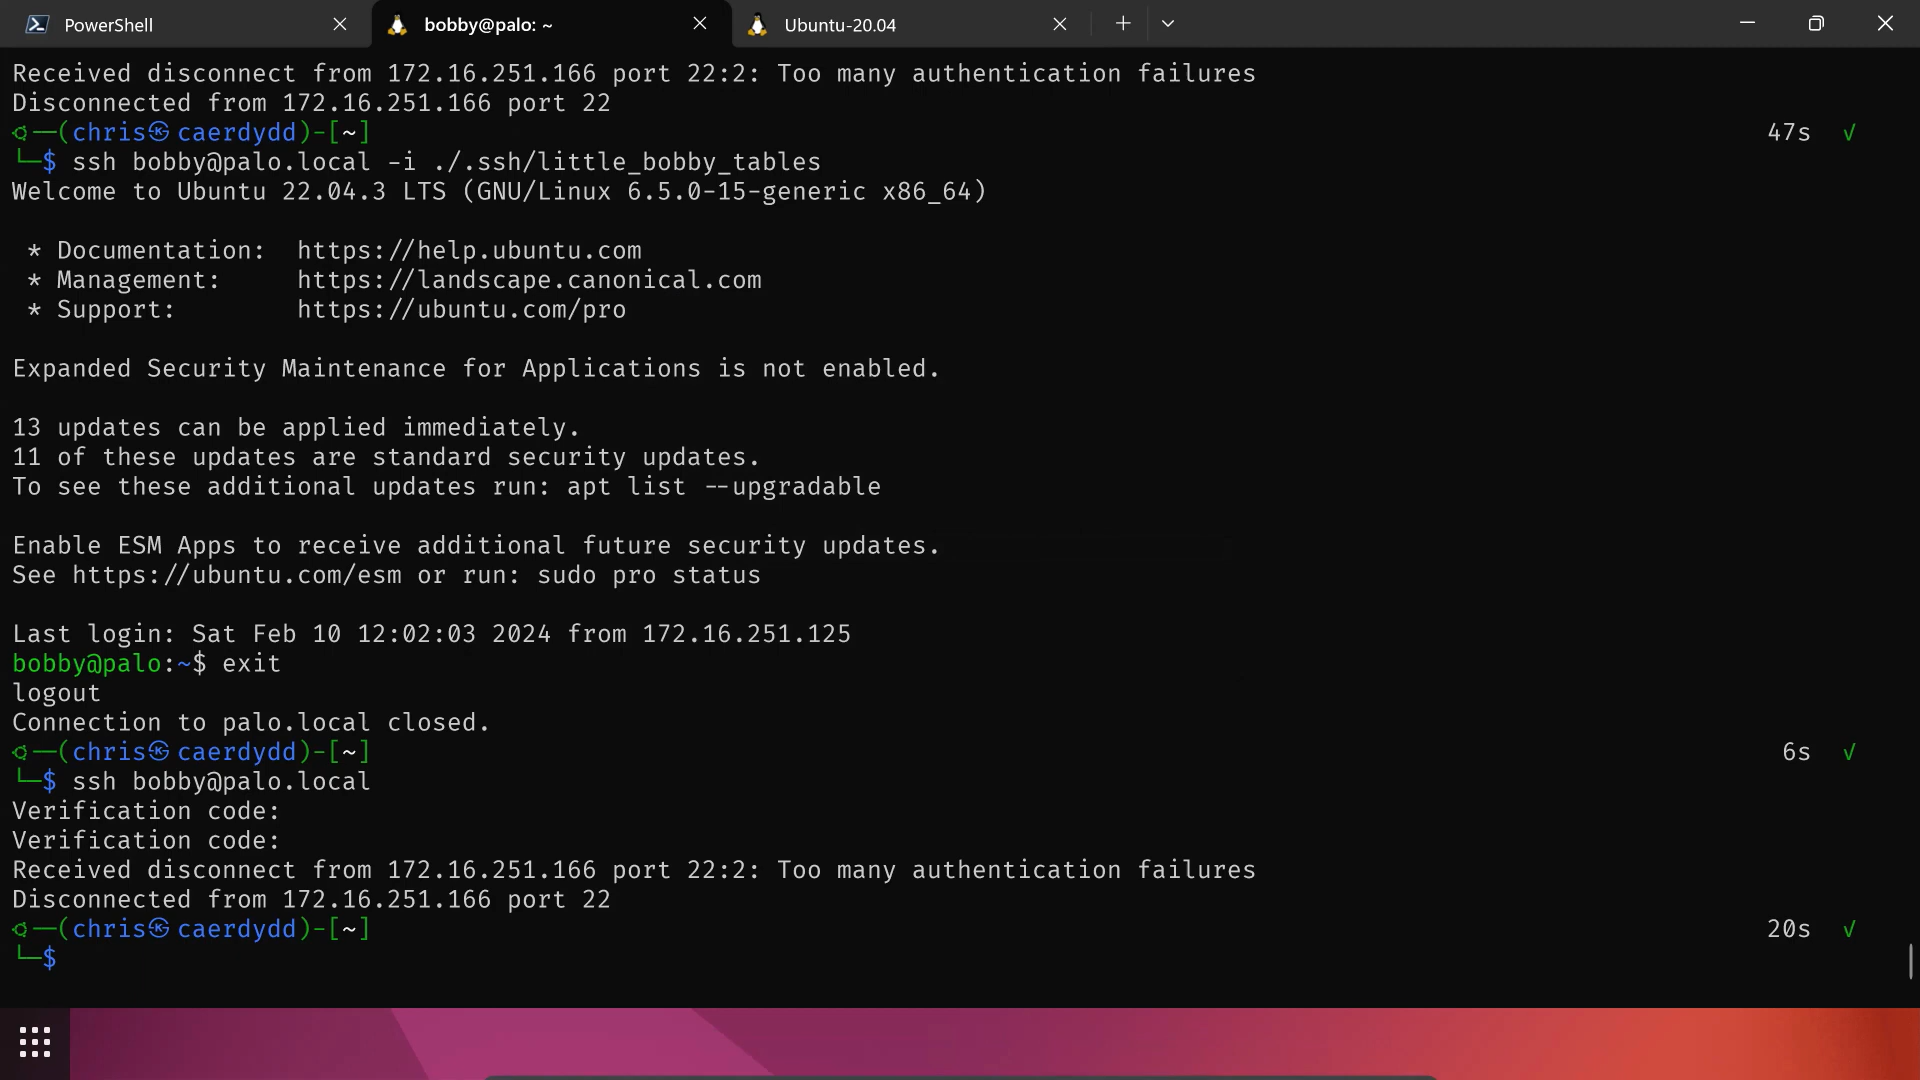 PowerShell
bobby@palo: ~
Ubuntu-20.04
Received disconnect from 172.16.251.166 port 22:2: Too many authentication failures
Disconnected from 172.16.251.166 port 22
(chris㉿caerdydd)-[~] 47s √
└─$ ssh bobby@palo.local -i ./.ssh/little_bobby_tables
Welcome to Ubuntu 22.04.3 LTS (GNU/Linux 6.5.0-15-generic x86_64)
* Documentation: https://help.ubuntu.com
* Management: https://landscape.canonical.com
* Support: https://ubuntu.com/pro
Expanded Security Maintenance for Applications is not enabled.
13 updates can be applied immediately.
11 of these updates are standard security updates.
To see these additional updates run: apt list --upgradable
Enable ESM Apps to receive additional future security updates.
See https://ubuntu.com/esm or run: sudo pro status
Last login: Sat Feb 10 12:02:03 2024 from 172.16.251.125
bobby@palo:~$ exit
logout
Connection to palo.local closed.
(chris㉿caerdydd)-[~] 6s √
└─$ ssh bobby@palo.local
Verification code:
Verification code:
Received disconnect from 172.16.251.166 port 22:2: Too many authentication failures
Disconnected from 172.16.251.166 port 22
(chris㉿caerdydd)-[~] 20s √
└─$